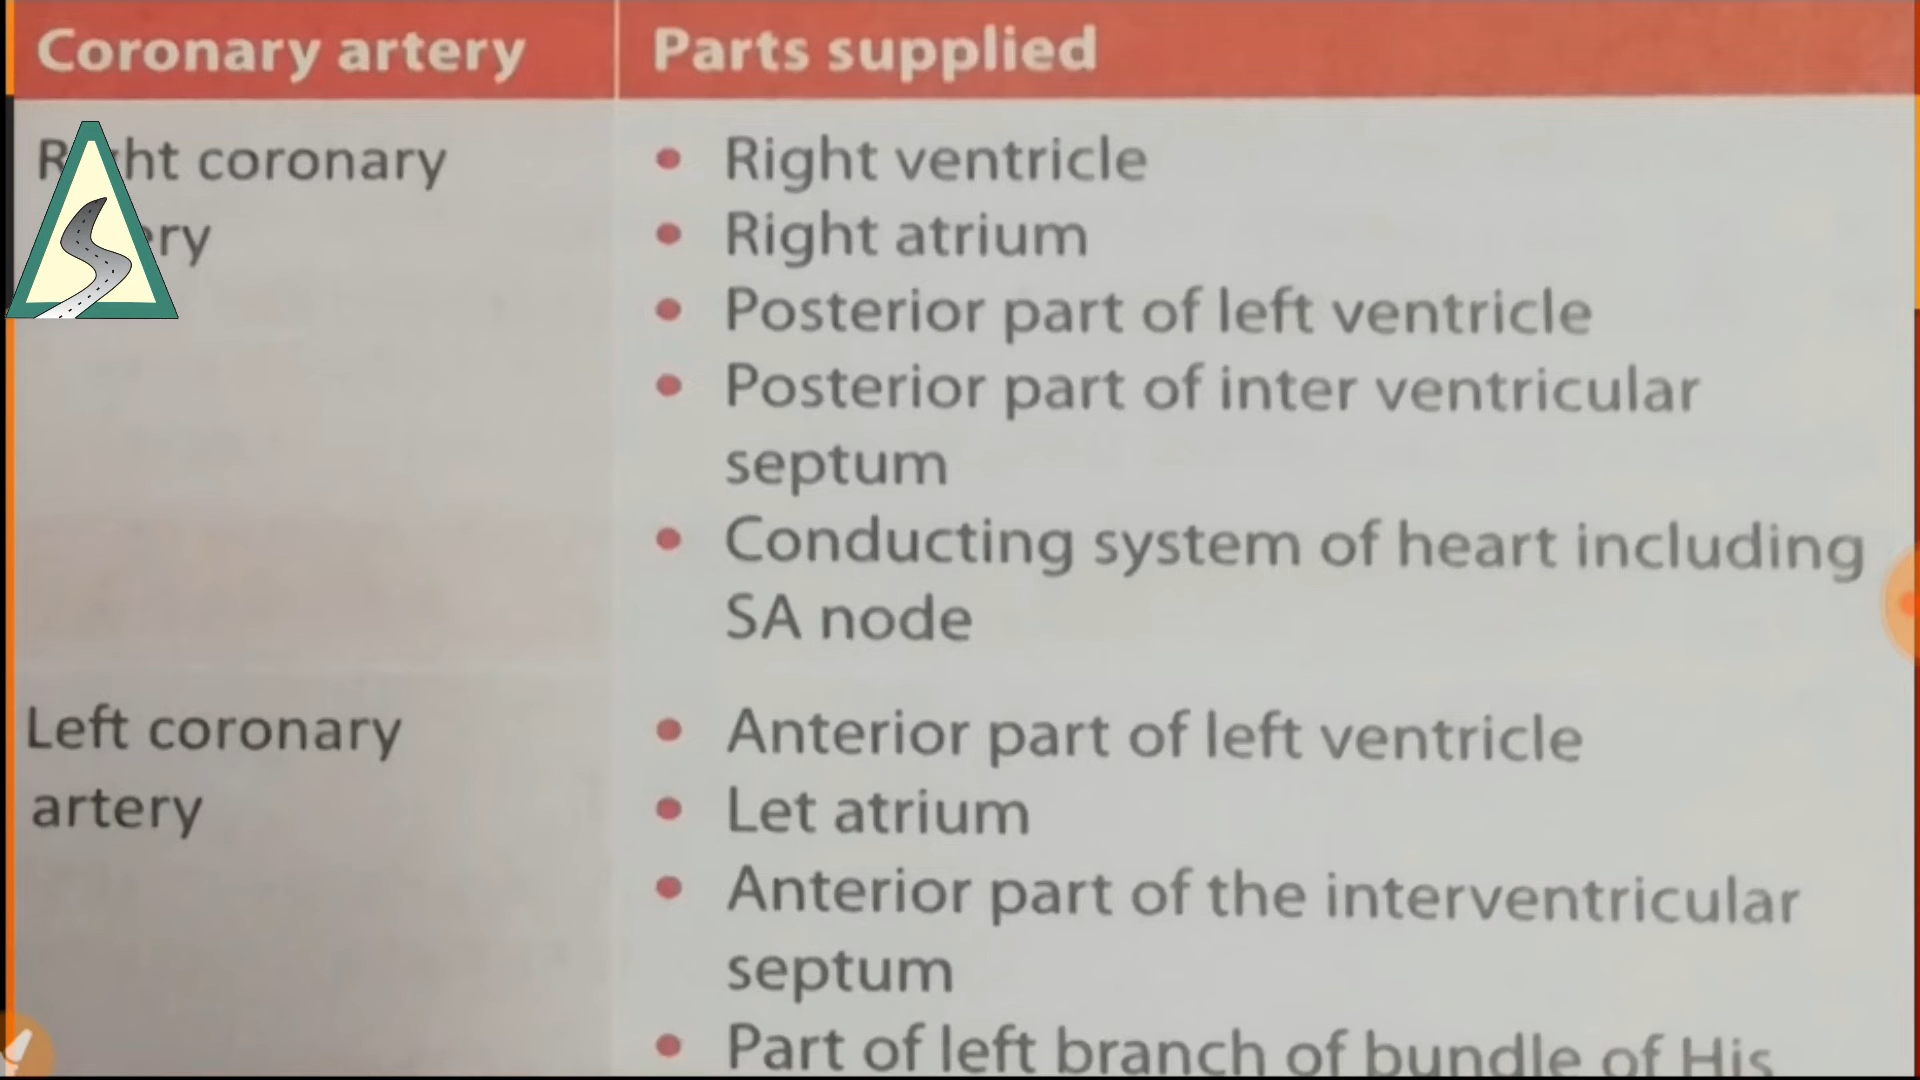 Coronary artery Parts supplied
coronary • Right ventricle
• Right atrium
• Posterior part of left ventricle
• Posterior part of inter ventricular
septum
• Conducting system of heart including
SA node
Left coronary • Anterior part of left ventricle
artery • Let atrium
• Anterior part of the interventricular
septum
• Part of left branch of bundle of His